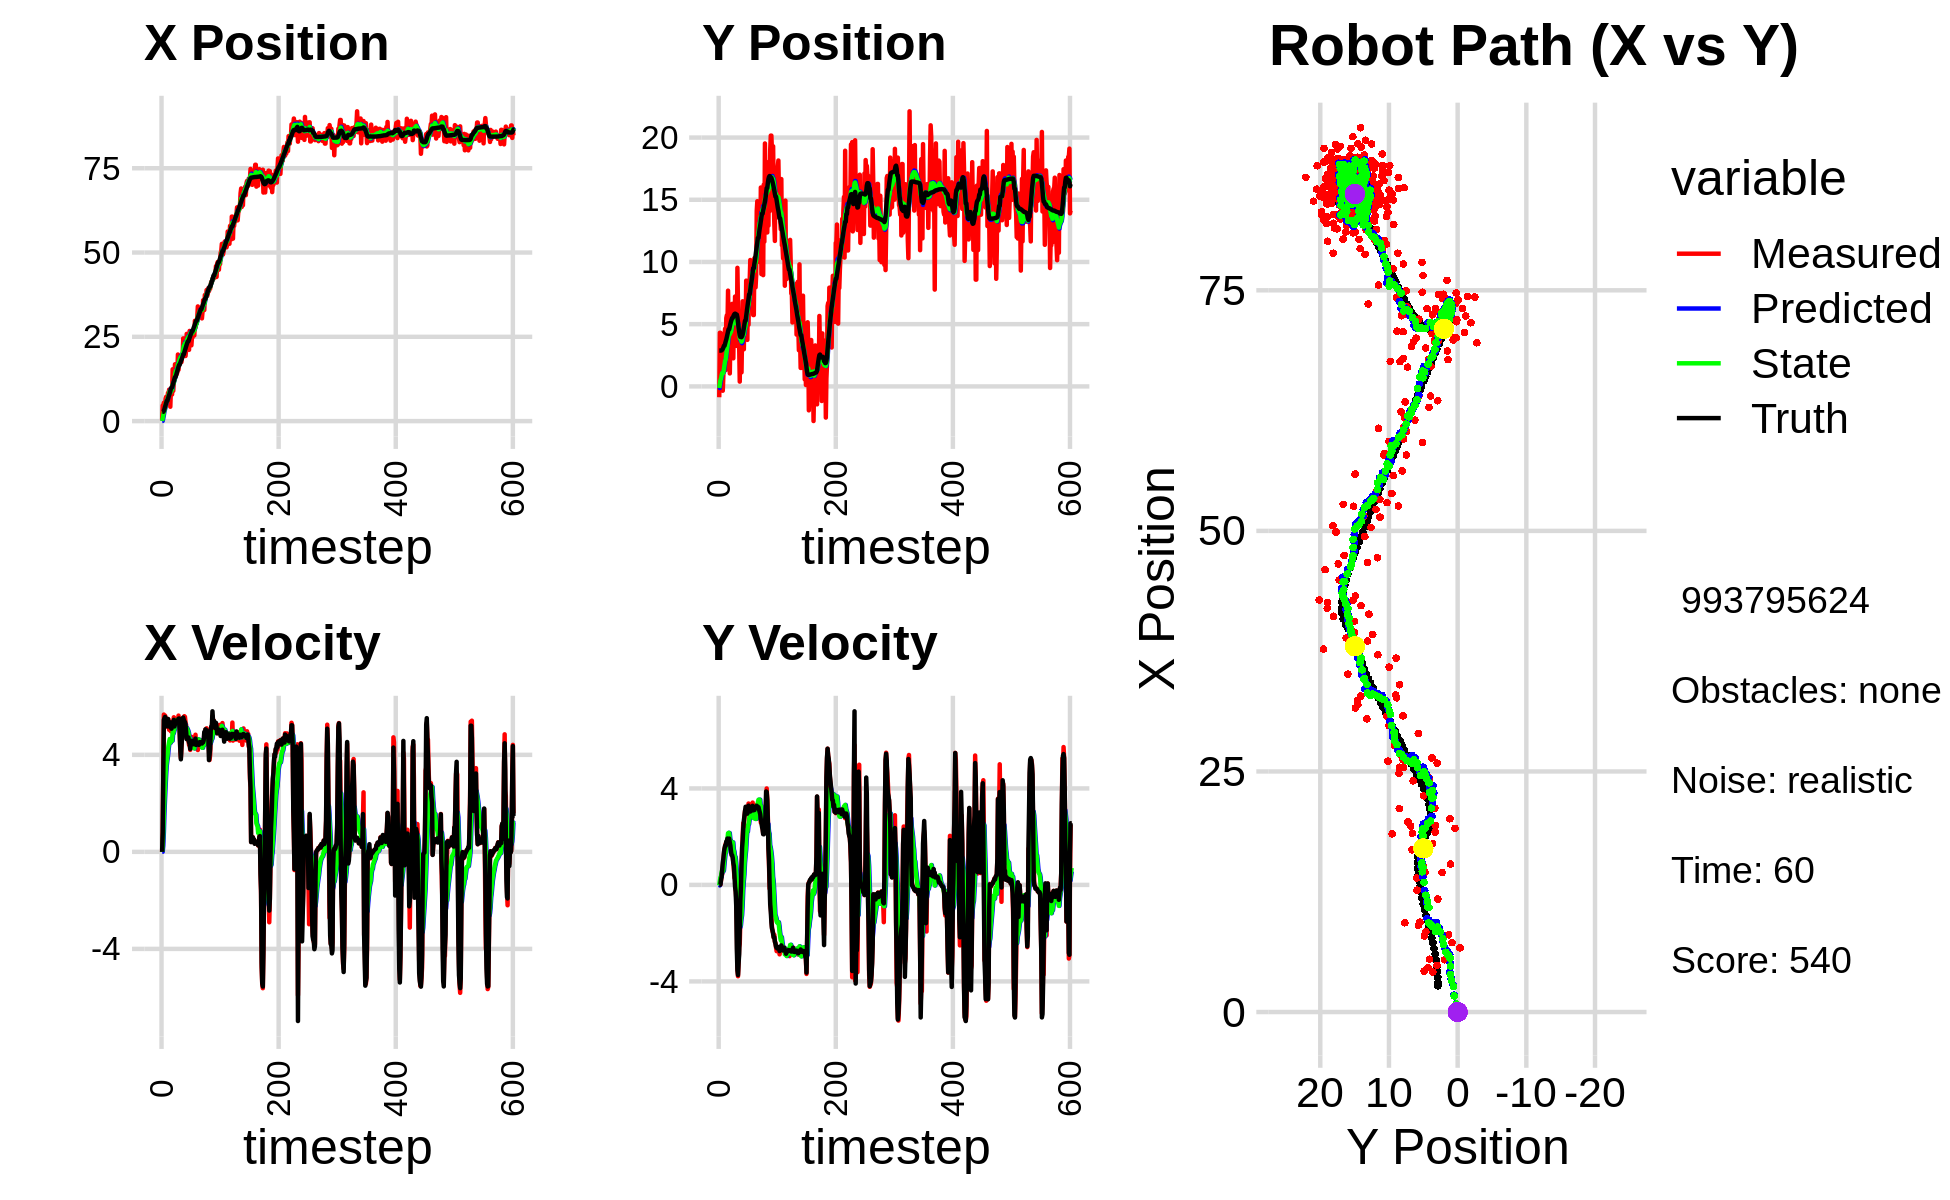 X Position
75
50
25
0
0
200
400
600
timestep
Y Position
20
15
10
5
0
0
200
400
600
timestep
X Velocity
4
0
-4
0
200
400
600
timestep
Y Velocity
4
0
-4
0
200
400
600
timestep
Robot Path (X vs Y)
X Position
75
50
25
0
20 10 0 -10 -20
Y Position
variable
Measured
Predicted
State
Truth
993795624
Obstacles: none
Noise: realistic
Time: 60
Score: 540